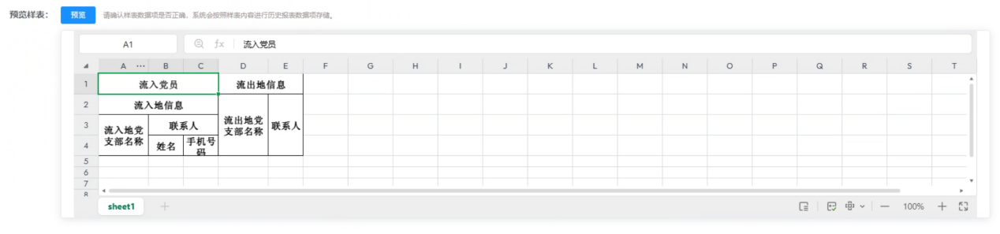 预览样表： 预览 请确认样表数据项是否正确，系统会按照样表内容进行历史报表数据项存储。
A1 fx 流入党员
A ··· B C D E F G H I J K L M N O P Q R S T
1 流入党员 流出地信息
2 流入地信息
3 流入地党支部名称 联系人 流出地党支部名称 联系人
4 姓名 手机号码
5
6
7
8
sheet1 + — 100% +